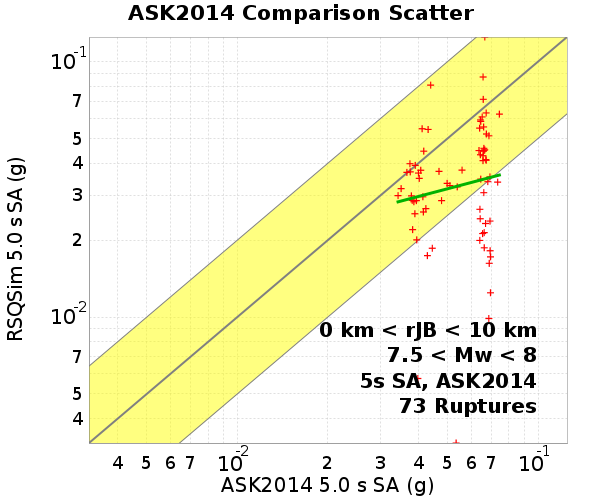 ASK2014 Comparison Scatter
RSQSim 5.0 s SA (g)
10-1
7
5
4
3
2
10-2
7
5
4
0 km < rJB < 10 km
7.5 < Mw < 8
5s SA, ASK2014
73 Ruptures
4 5 6 7 10-2 2 3 4 5 6 7 10-1
ASK2014 5.0 s SA (g)